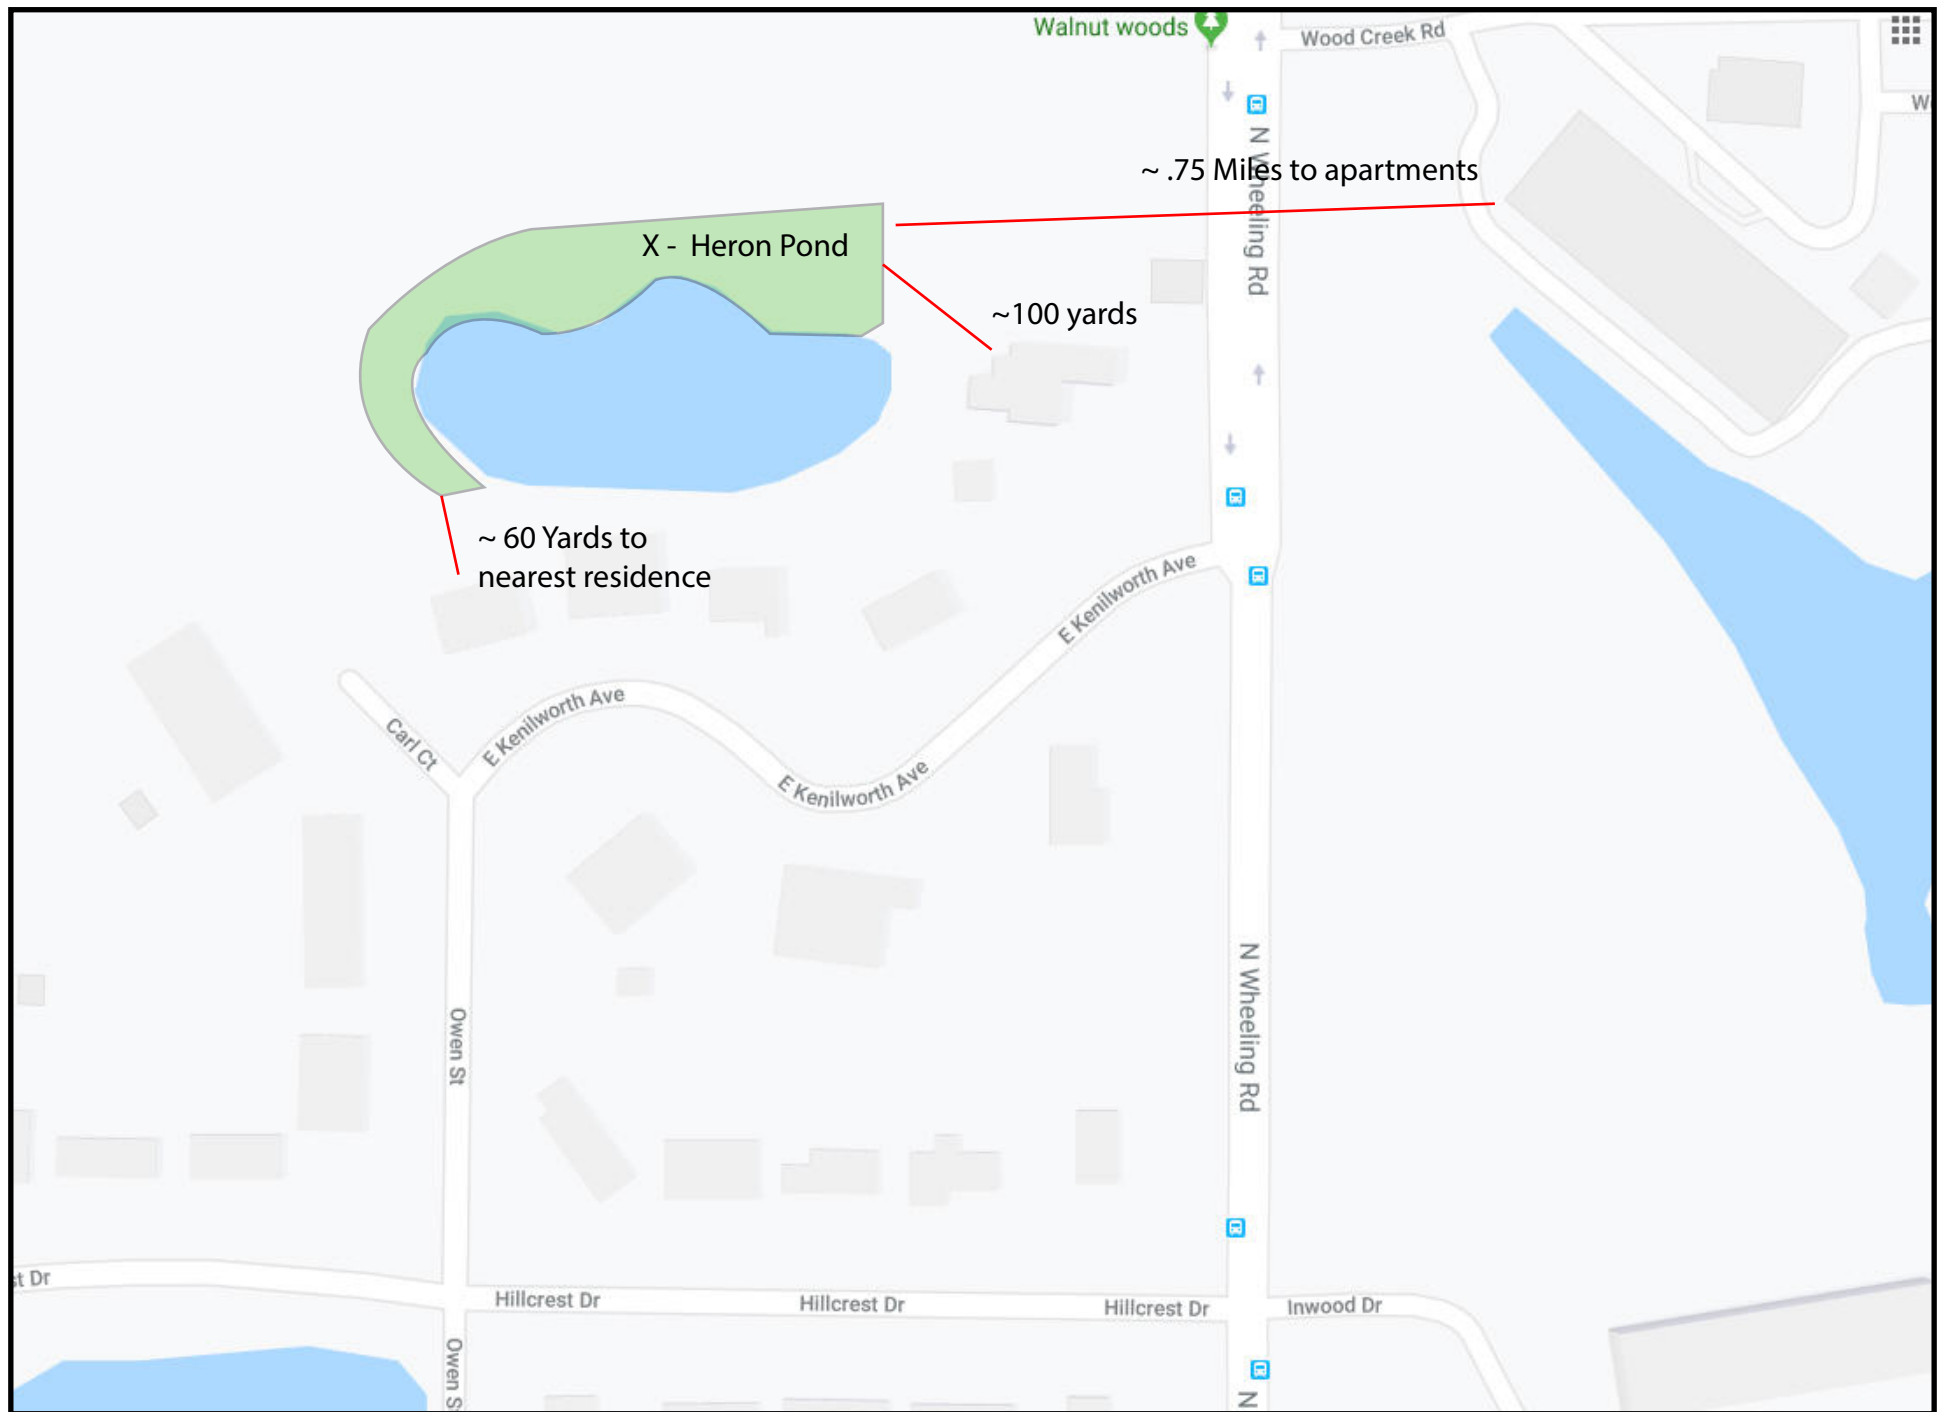 Walnut woods
Wood Creek Rd
W
N Wheeling Rd
~ .75 Miles to apartments
X - Heron Pond
~100 yards
~ 60 Yards to
nearest residence
E Kenilworth Ave
E Kenilworth Ave
Carl Ct
E Kenilworth Ave
N Wheeling Rd
Owen St
st Dr
Hillcrest Dr
Hillcrest Dr
Hillcrest Dr
Inwood Dr
Owen S
N